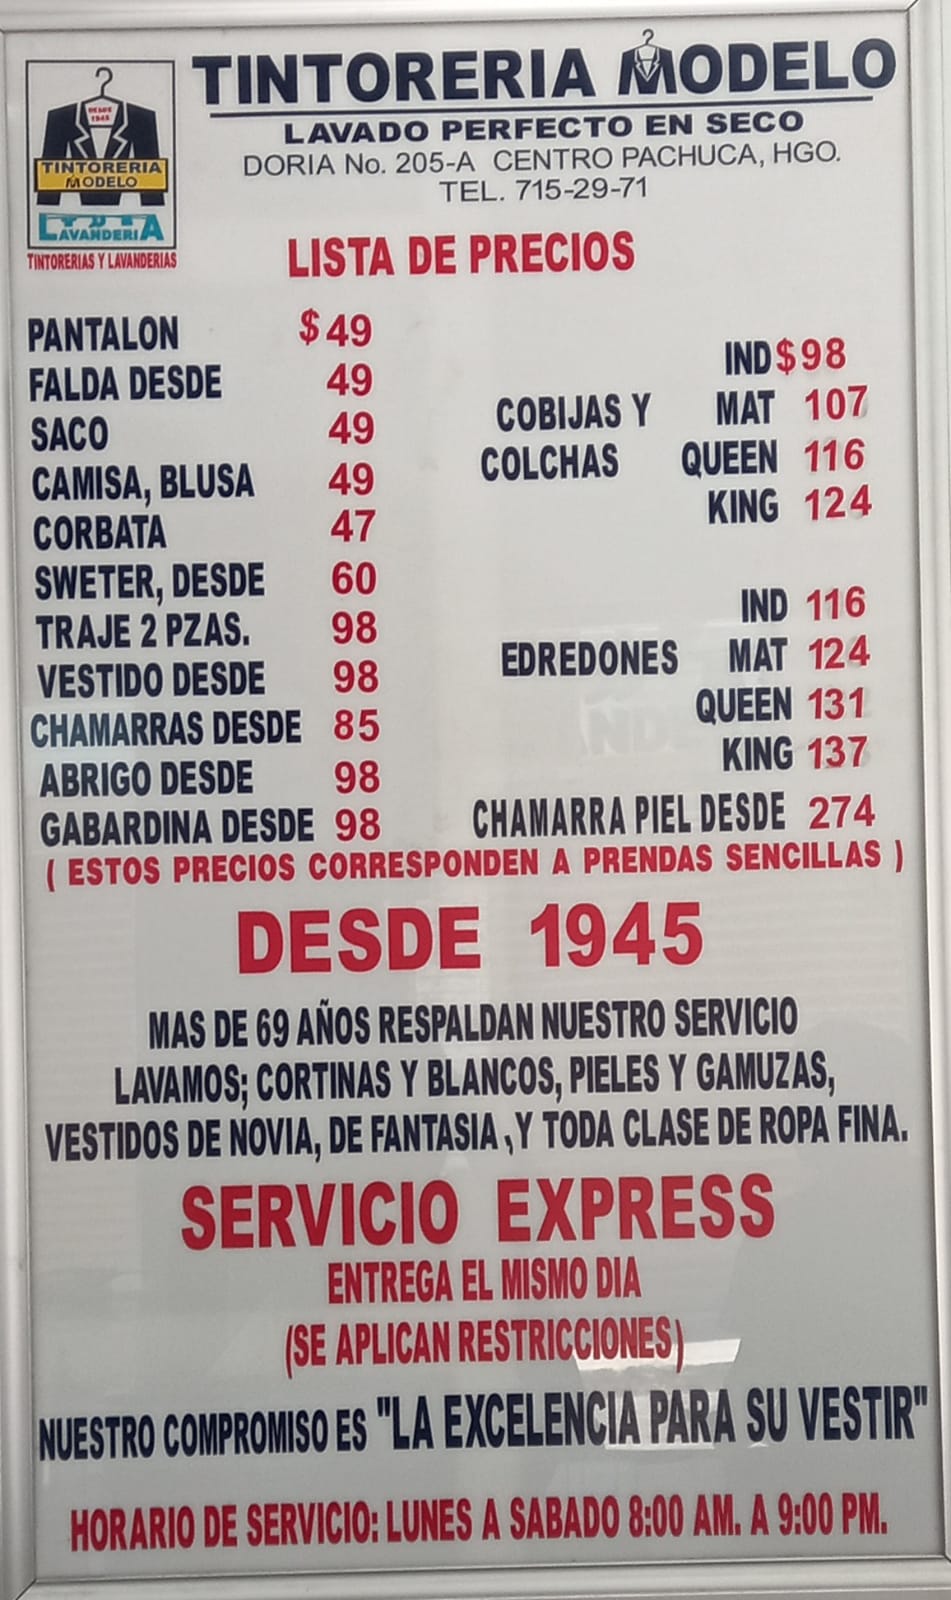 DESDE
1945
TINTORERIA
MODELO
LAVANDERIA
TINTORERIAS Y LAVANDERIAS
TINTORERIA MODELO
LAVADO PERFECTO EN SECO
DORIA No. 205-A CENTRO PACHUCA, HGO.
TEL. 715-29-71
LISTA DE PRECIOS
PANTALON $ 49
FALDA DESDE 49
SACO 49
CAMISA, BLUSA 49
CORBATA 47
SWETER, DESDE 60
TRAJE 2 PZAS. 98
VESTIDO DESDE 98
CHAMARRAS DESDE 85
ABRIGO DESDE 98
GABARDINA DESDE 98
IND $ 98
COBIJAS Y MAT 107
COLCHAS QUEEN 116
KING 124
IND 116
EDREDONES MAT 124
QUEEN 131
KING 137
CHAMARRA PIEL DESDE 274
( ESTOS PRECIOS CORRESPONDEN A PRENDAS SENCILLAS )
DESDE 1945
MAS DE 69 AÑOS RESPALDAN NUESTRO SERVICIO
LAVAMOS; CORTINAS Y BLANCOS, PIELES Y GAMUZAS,
VESTIDOS DE NOVIA, DE FANTASIA , Y TODA CLASE DE ROPA FINA.
SERVICIO EXPRESS
ENTREGA EL MISMO DIA
(SE APLICAN RESTRICCIONES)
NUESTRO COMPROMISO ES "LA EXCELENCIA PARA SU VESTIR"
HORARIO DE SERVICIO: LUNES A SABADO 8:00 AM. A 9:00 PM.